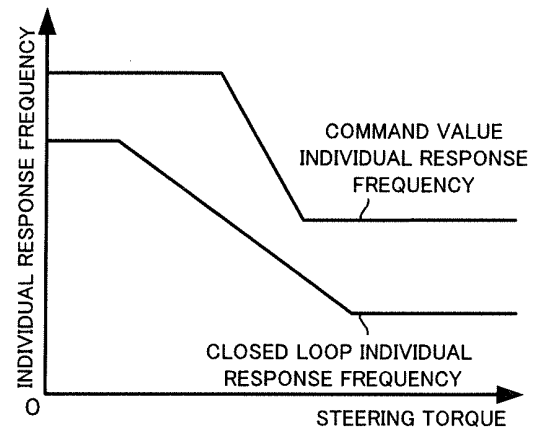 INDIVIDUAL RESPONSE FREQUENCY
COMMAND VALUE
INDIVIDUAL RESPONSE
FREQUENCY
CLOSED LOOP INDIVIDUAL
RESPONSE FREQUENCY
O
STEERING TORQUE